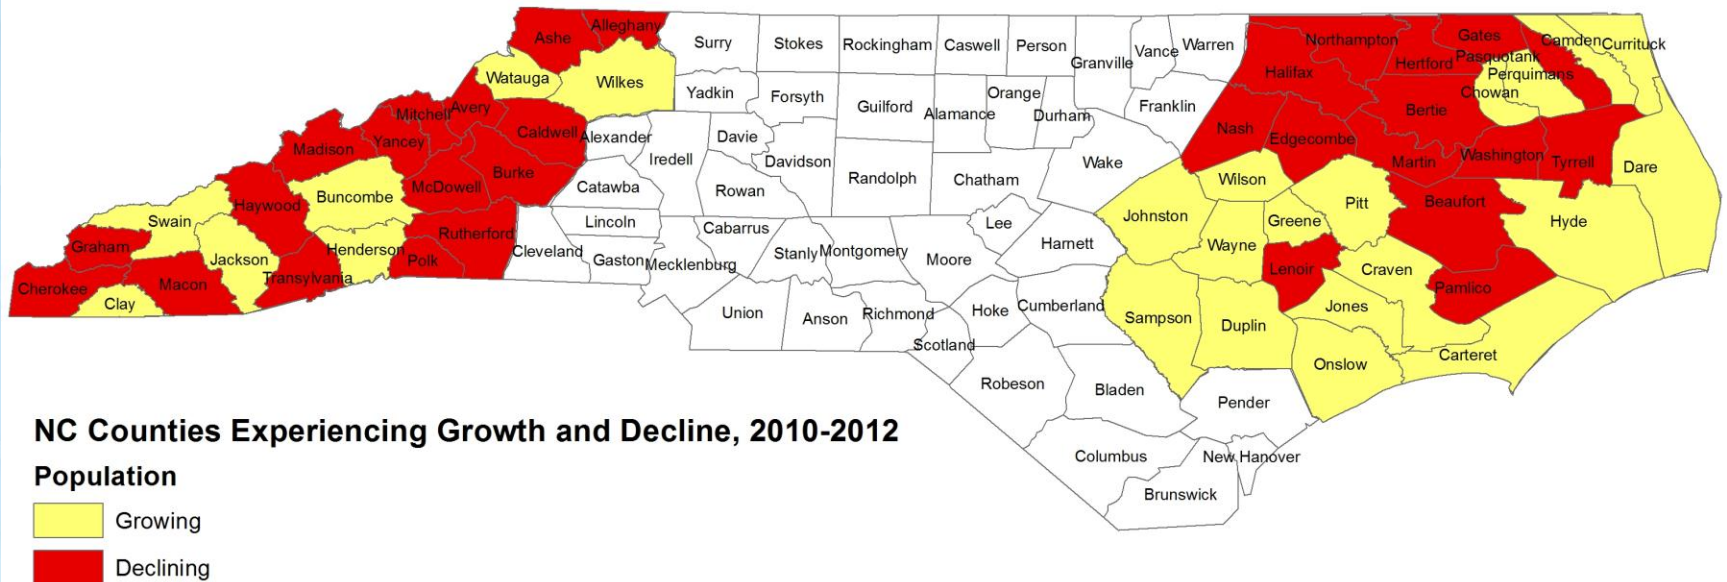 Ashe
Alleghany
Surry
Stokes
Rockingham
Caswell
Person
Granville
Vance
Warren
Northampton
Gates
Camden
Currituck
Watauga
Wilkes
Yadkin
Forsyth
Guilford
Alamance
Orange
Durham
Franklin
Halifax
Hertford
Pasquotank
Perquimans
Chowan
Bertie
Mitchell
Avery
Caldwell
Alexander
Iredell
Davie
Davidson
Randolph
Chatham
Wake
Nash
Edgecombe
Martin
Washington
Tyrrell
Dare
Madison
Yancey
McDowell
Burke
Catawba
Rowan
Buncombe
Haywood
Swain
Graham
Jackson
Henderson
Rutherford
Polk
Cleveland
Lincoln
Gaston
Mecklenburg
Cabarrus
Stanly
Montgomery
Moore
Lee
Harnett
Johnston
Wilson
Wayne
Greene
Pitt
Beaufort
Hyde
Cherokee
Clay
Macon
Transylvania
Union
Anson
Richmond
Scotland
Hoke
Cumberland
Sampson
Duplin
Lenoir
Craven
Jones
Pamlico
Onslow
Carteret
Robeson
Bladen
Pender
Columbus
New Hanover
Brunswick
NC Counties Experiencing Growth and Decline, 2010-2012
Population
Growing
Declining